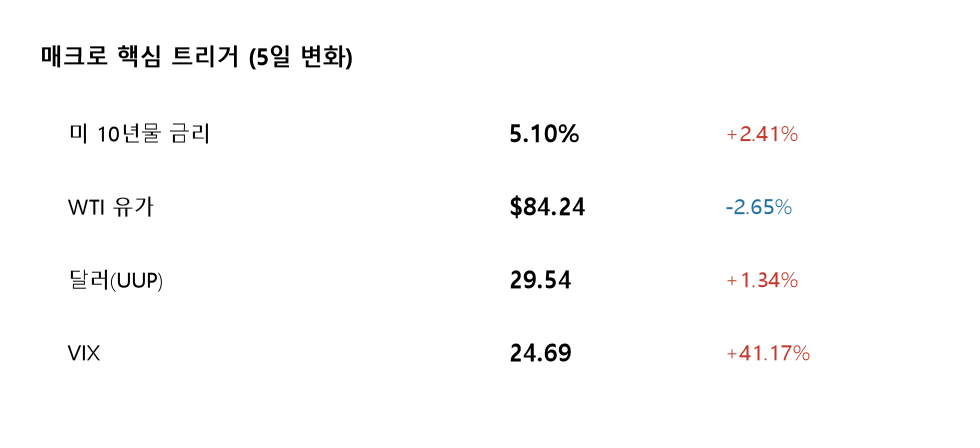 매크로 핵심 트리거 (5일 변화)
미 10년물 금리 5.10% +2.41%
WTI 유가 $84.24 -2.65%
달러(UUP) 29.54 +1.34%
VIX 24.69 +41.17%